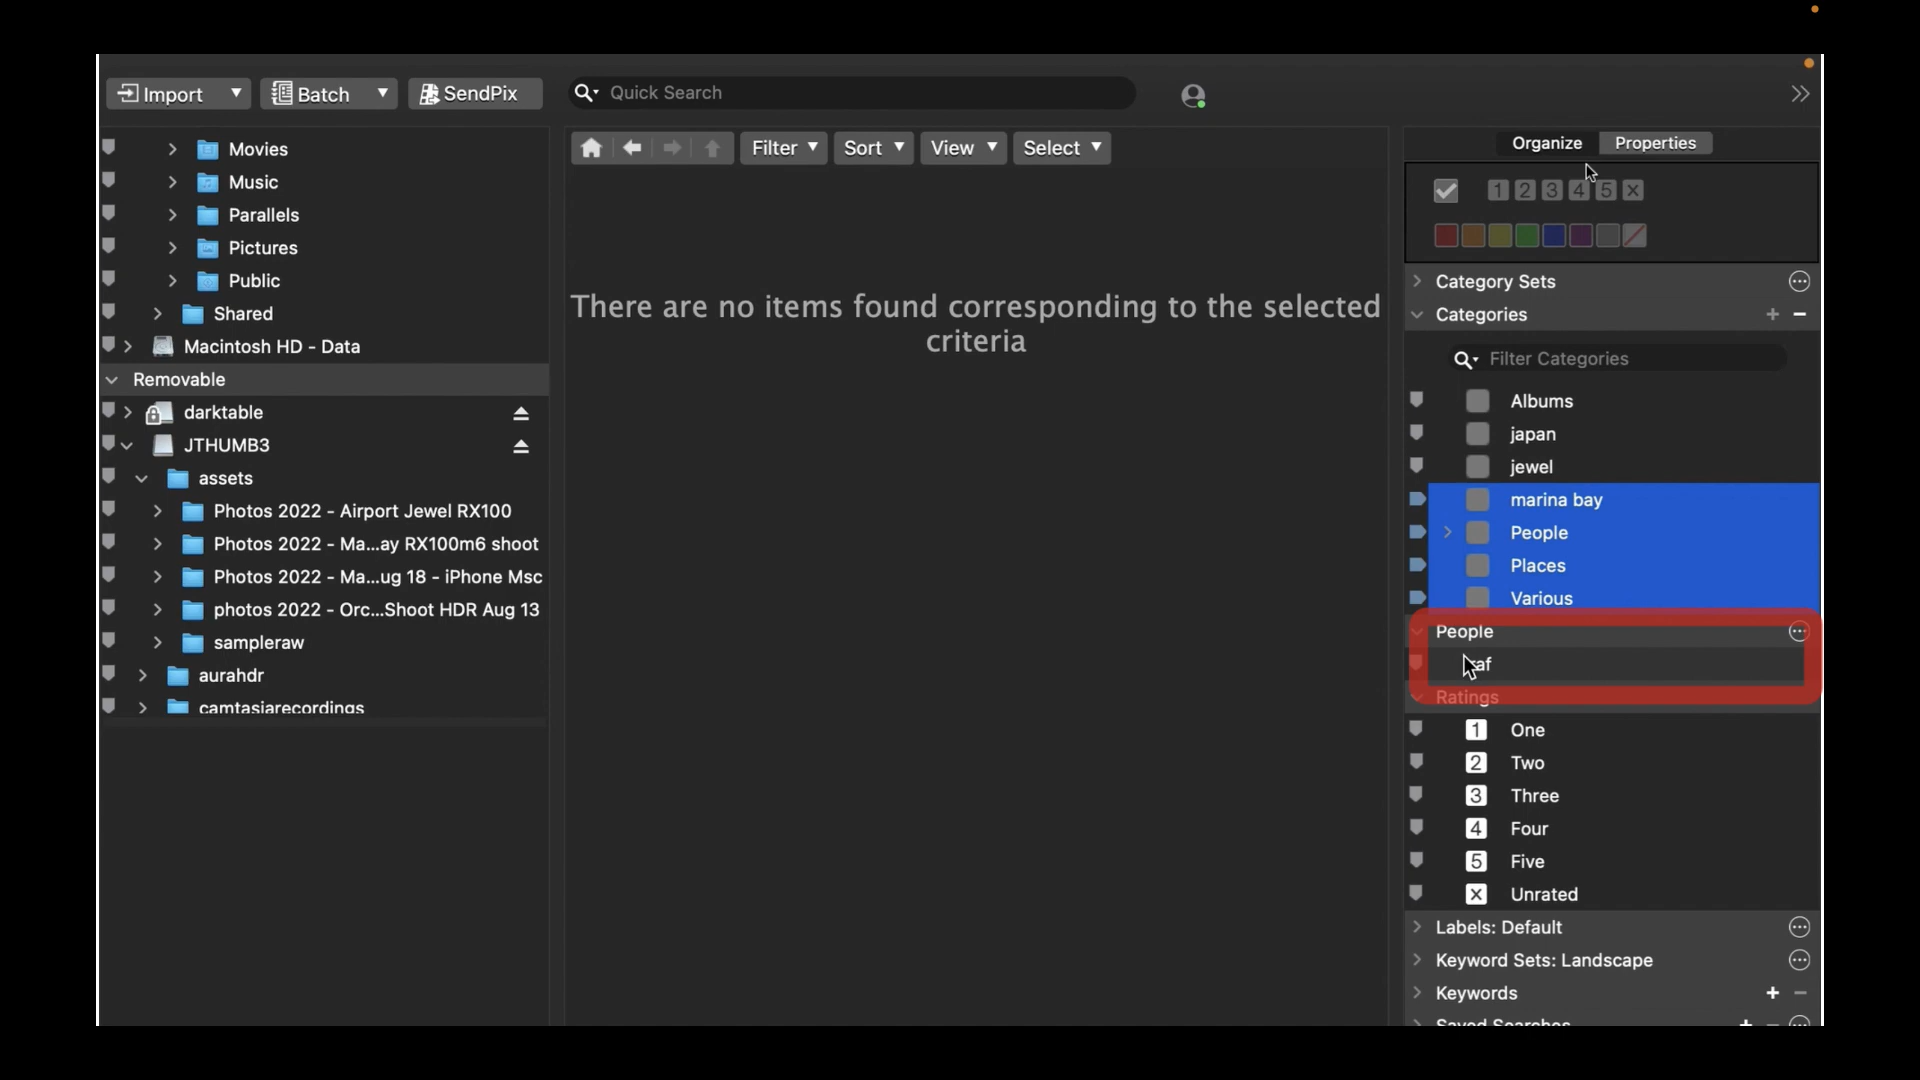 Import
Batch
SendPix
Quick Search
Movies
Music
Parallels
Pictures
Public
Shared
Macintosh HD - Data
Removable
darktable
JTHUMB3
assets
Photos 2022 - Airport Jewel RX100
Photos 2022 - Ma...ay RX100m6 shoot
Photos 2022 - Ma...ug 18 - iPhone Msc
photos 2022 - Orc...Shoot HDR Aug 13
sampleraw
aurahdr
camtasiarecordings
Filter
Sort
View
Select
There are no items found corresponding to the selected
criteria
Organize
Properties
1 2 3 4 5 X
Category Sets
Categories
Filter Categories
Albums
japan
jewel
marina bay
People
Places
Various
People
Ratings
1 One
2 Two
3 Three
4 Four
5 Five
X Unrated
Labels: Default
Keyword Sets: Landscape
Keywords
Saved Searches